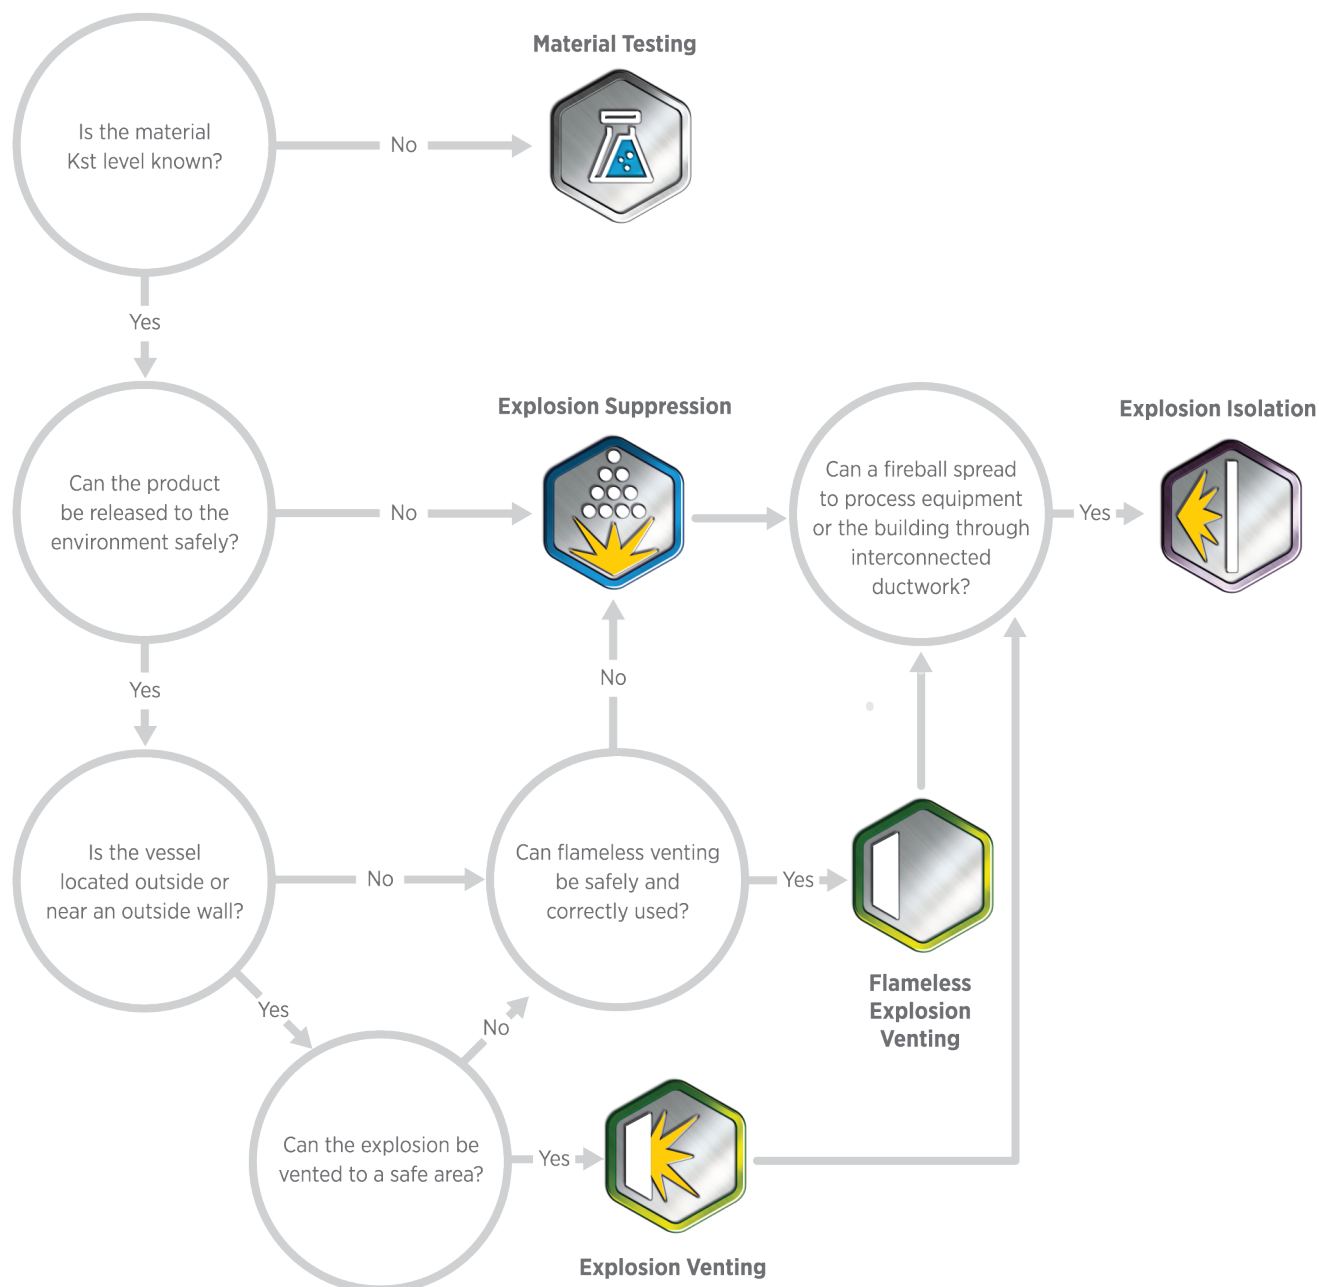 Material Testing
Is the material
Kst level known?
No
Yes
Explosion Suppression
Explosion Isolation
Can the product
be released to the
environment safely?
No
Can a fireball spread
to process equipment
or the building through
interconnected
ductwork?
Yes
Yes
No
Is the vessel
located outside or
near an outside wall?
No
Can flameless venting
be safely and
correctly used?
Yes
Flameless
Explosion
Venting
Yes
No
Can the explosion be
vented to a safe area?
Yes
Explosion Venting